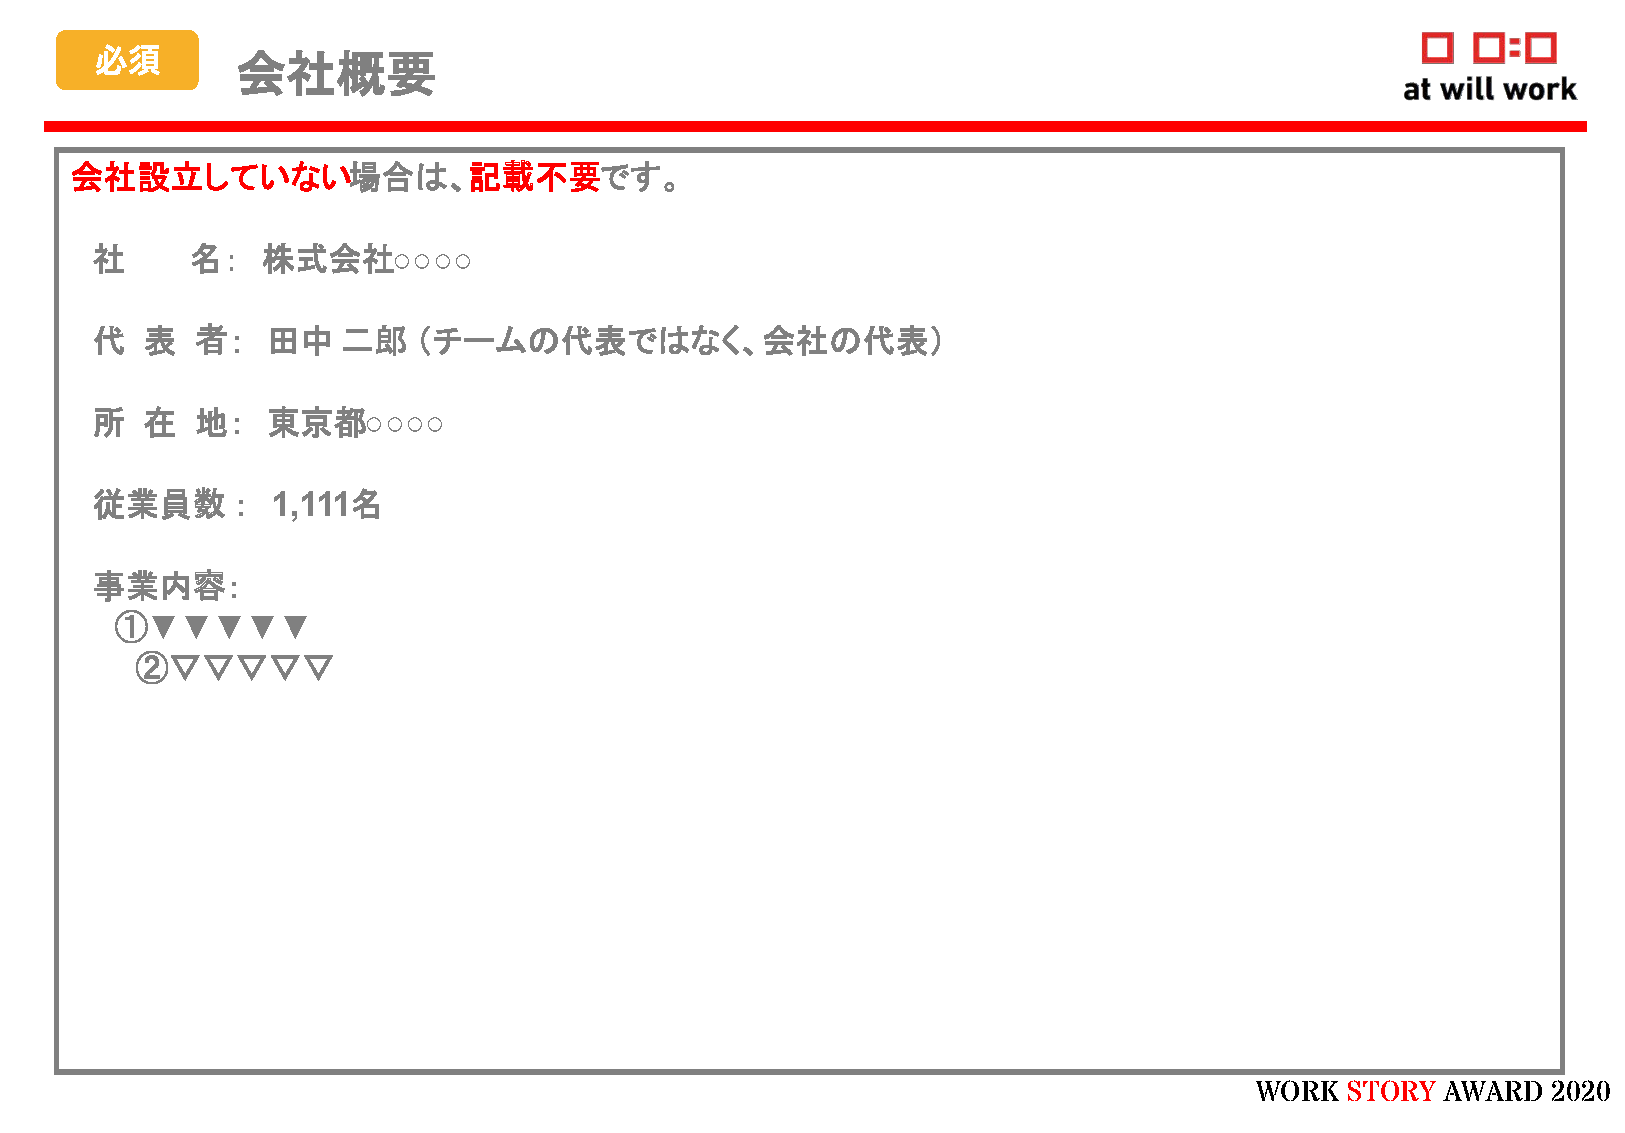 必須
会社概要
at will work
会社設立していない場合は、記載不要です。
社　　名：　株式会社○○○○
代　表　者：　田中 二郎 （チームの代表ではなく、会社の代表）
所　在　地：　東京都○○○○
従業員数 ：　1,111名
事業内容：
①▼▼▼▼▼
②▽▽▽▽▽
WORK STORY AWARD 2020